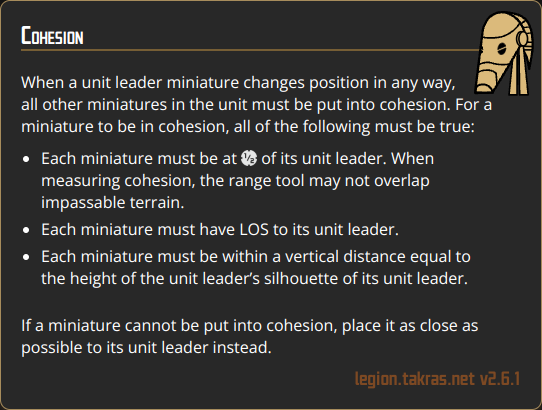 Cohesion
When a unit leader miniature changes position in any way,
all other miniatures in the unit must be put into cohesion. For a
miniature to be in cohesion, all of the following must be true:
• Each miniature must be at ½ of its unit leader. When
measuring cohesion, the range tool may not overlap
impassable terrain.
• Each miniature must have LOS to its unit leader.
• Each miniature must be within a vertical distance equal to
the height of the unit leader’s silhouette of its unit leader.
If a miniature cannot be put into cohesion, place it as close as
possible to its unit leader instead.
legion.takras.net v2.6.1